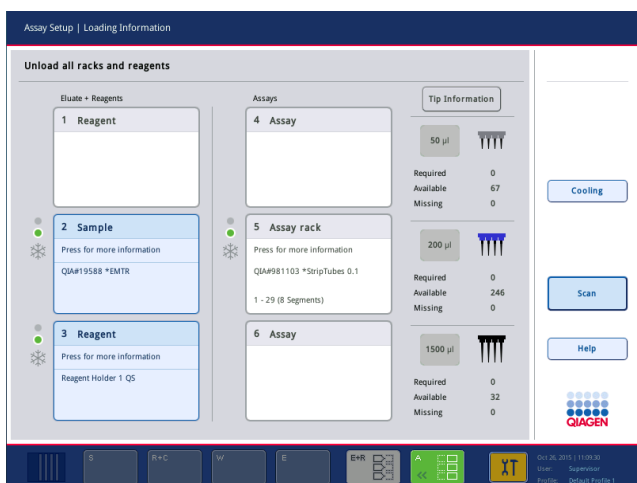 Assay Setup | Loading Information
Unload all racks and reagents
Eluate + Reagents
Assays
Tip Information
1 Reagent
4 Assay
50 µl
Required 0
Available 67
Missing 0
Cooling
2 Sample
Press for more information
QIA#19588 *EMTR
5 Assay rack
Press for more information
QIA#981103 *StripTubes 0.1
1 - 29 (8 Segments)
200 µl
Required 0
Available 246
Missing 0
Scan
3 Reagent
Press for more information
Reagent Holder 1 QS
6 Assay
1500 µl
Required 0
Available 32
Missing 0
Help
QIAGEN
S
R+C
W
E
E+R
A
<<
Oct 26, 2015 | 11:09:30
User: Supervisor
Profile: Default Profile 1